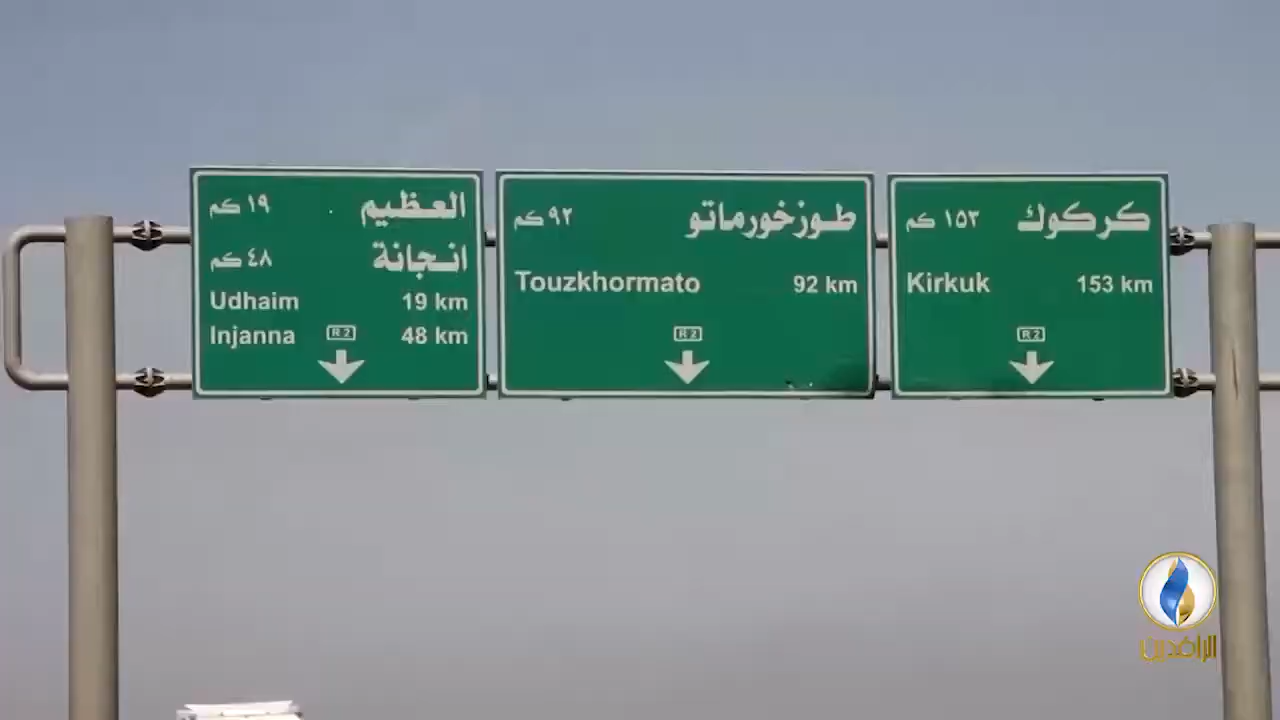 العظيم ١٩ كم
انجانة ٤٨ كم
Udhaim 19 km
Injanna 48 km
R2
طوزخورماتو ٩٢ كم
Touzkhormato 92 km
R2
كركوك ١٥٣ كم
Kirkuk 153 km
R2
الرافدين